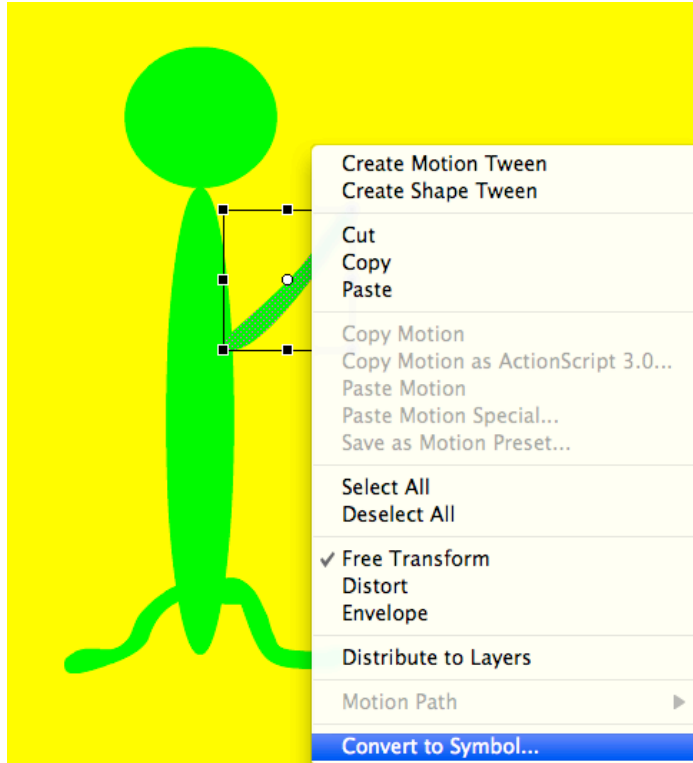 Create Motion Tween
Create Shape Tween
Cut
Copy
Paste
Copy Motion
Copy Motion as ActionScript 3.0...
Paste Motion
Paste Motion Special...
Save as Motion Preset...
Select All
Deselect All
Free Transform
Distort
Envelope
Distribute to Layers
Motion Path
Convert to Symbol...